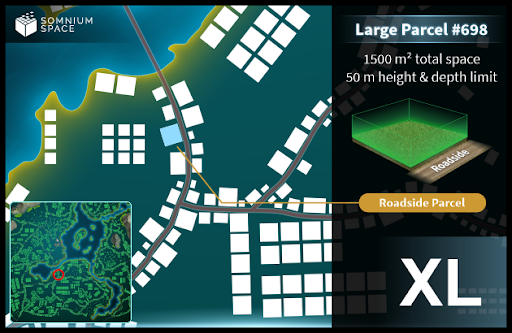 SOMNIUM
SPACE
Large Parcel #698
1500 m² total space
50 m height & depth limit
Roadside
Roadside Parcel
XL